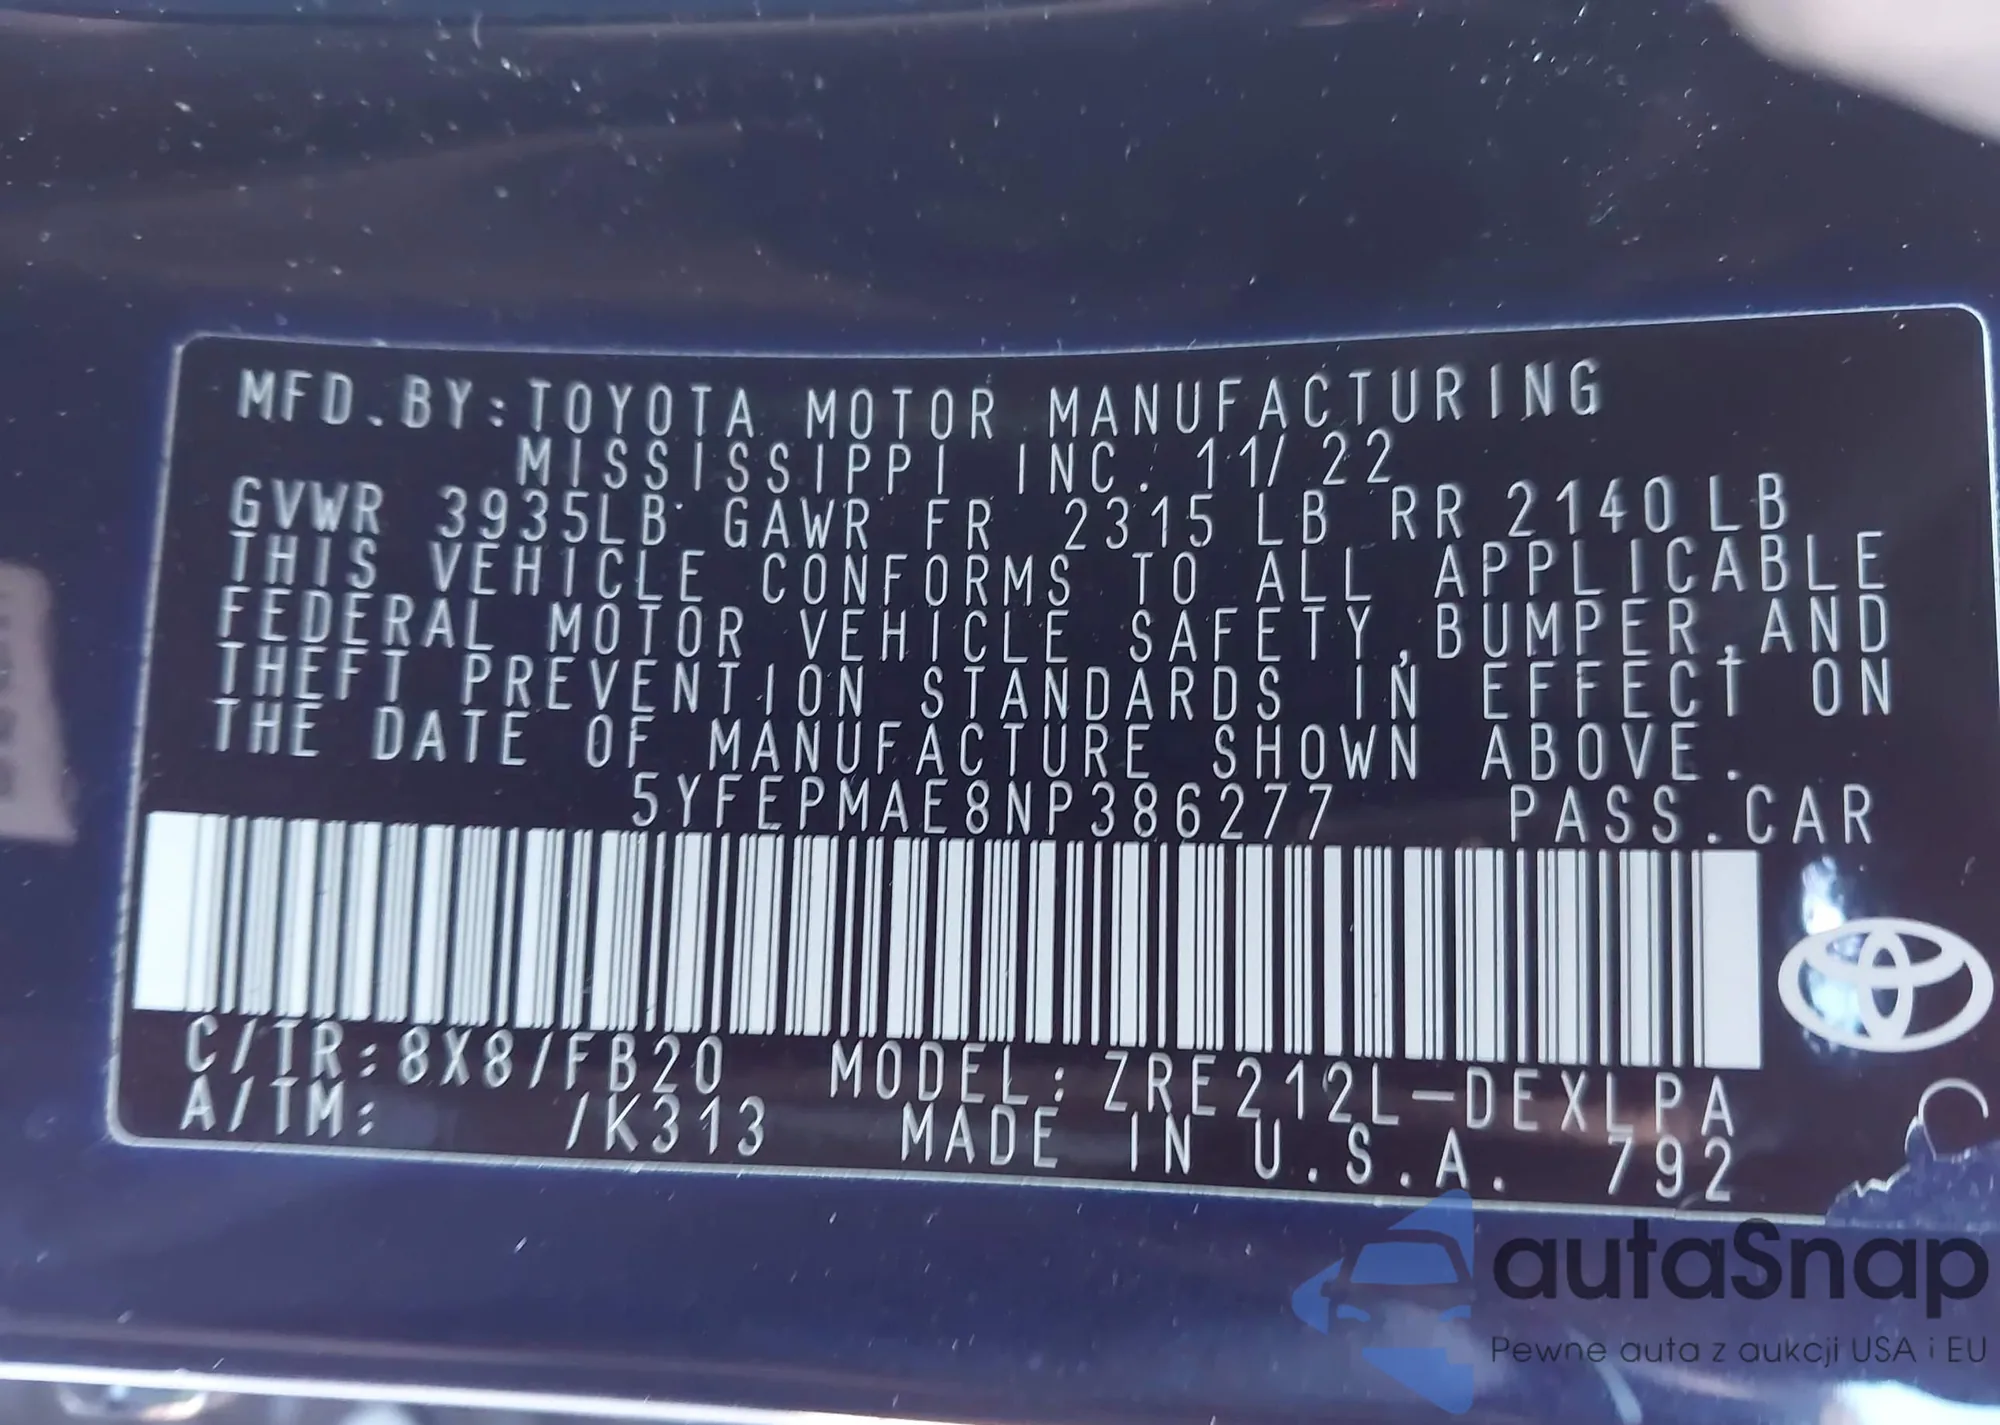 MFD.BY:TOYOTA MOTOR MANUFACTURING
MISSISSIPPI INC. 11/22
GVWR 3935LB GAWR FR 2315 LB RR 2140LB
THIS VEHICLE CONFORMS TO ALL APPLICABLE
FEDERAL MOTOR VEHICLE SAFETY,BUMPER,AND
THEFT PREVENTION STANDARDS IN EFFECT ON
THE DATE OF MANUFACTURE SHOWN ABOVE.
5YFEPMAE8NP386277 PASS.CAR
C/TR:8X8/FB20 MODEL:ZRE212L-DEXLPA
A/TM: /K313 MADE IN U.S.A. 792
autaSnap
Pewne auta z aukcji USA i EU